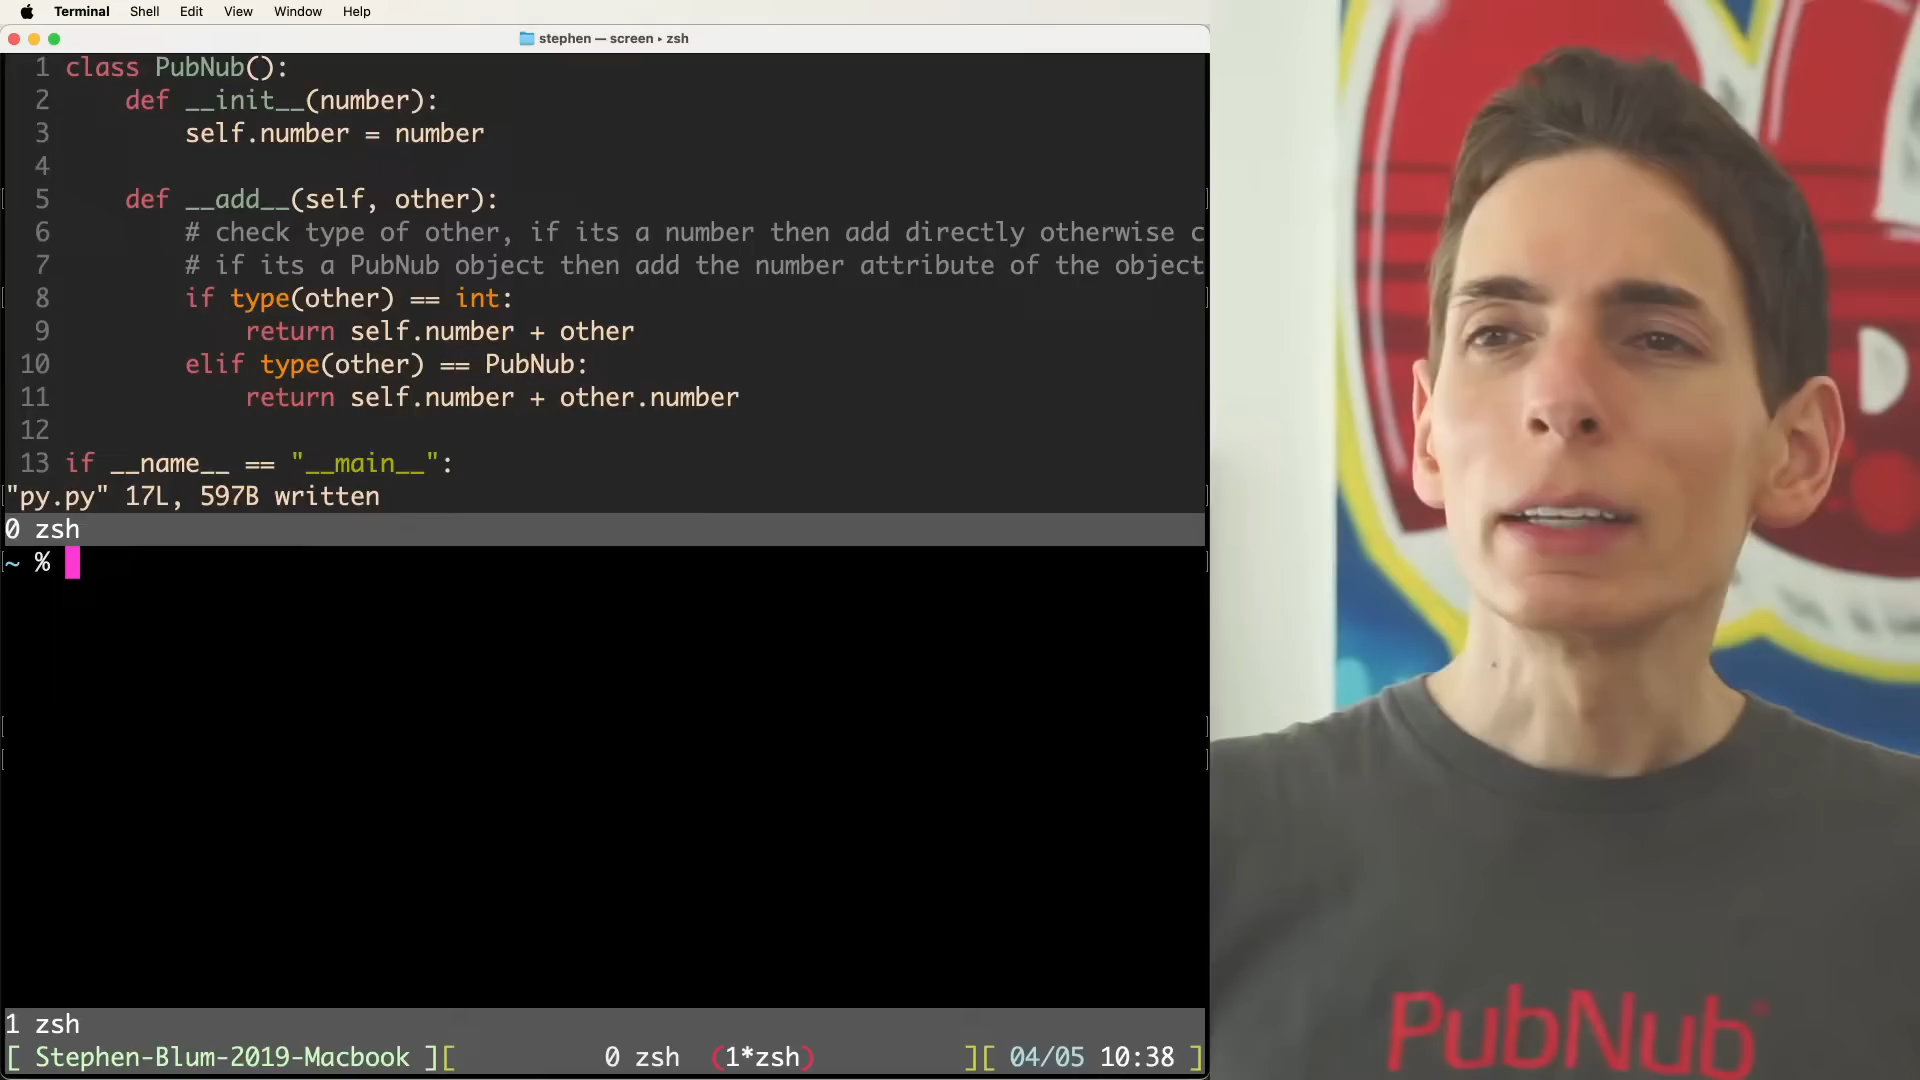 Terminal Shell Edit View Window Help
stephen — screen ▸ zsh
1 class PubNub():
2     def __init__(number):
3         self.number = number
4
5     def __add__(self, other):
6         # check type of other, if its a number then add directly otherwise c
7         # if its a PubNub object then add the number attribute of the object
8         if type(other) == int:
9             return self.number + other
10         elif type(other) == PubNub:
11             return self.number + other.number
12
13 if __name__ == "__main__":
"py.py" 17L, 597B written
0 zsh
~ %
1 zsh
[ Stephen-Blum-2019-Macbook ][ 0 zsh (1*zsh) ][ 04/05 10:38 ]
PubNub